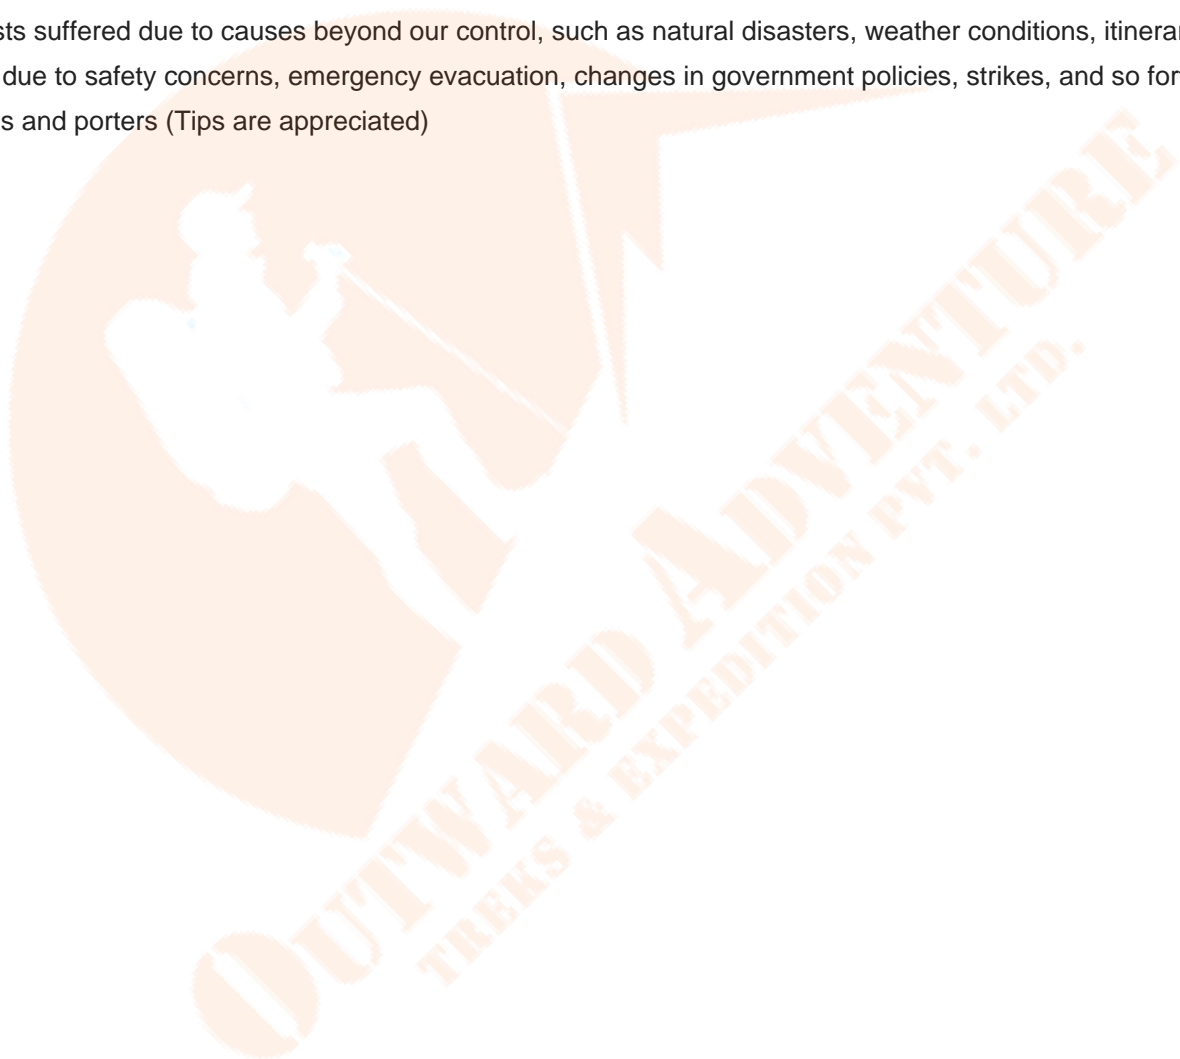 sts suffered due to causes beyond our control, such as natural disasters, weather conditions, itinerar
due to safety concerns, emergency evacuation, changes in government policies, strikes, and so for
s and porters (Tips are appreciated)
OUTWARD ADVENTURE
TREKS & EXPEDITION PVT. LTD.